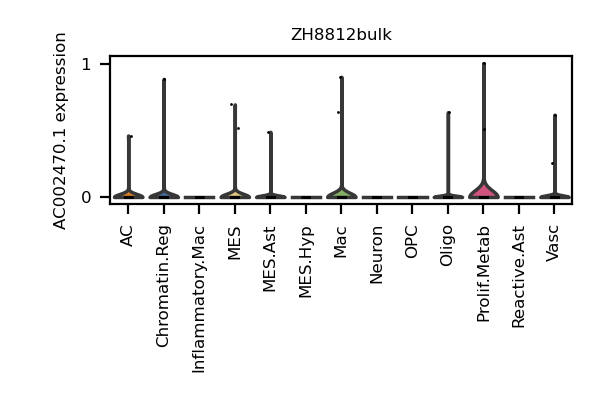 ZH8812bulk
AC002470.1 expression
1
0
AC
Chromatin.Reg
Inflammatory.Mac
MES
MES.Ast
MES.Hyp
Mac
Neuron
OPC
Oligo
Prolif.Metab
Reactive.Ast
Vasc